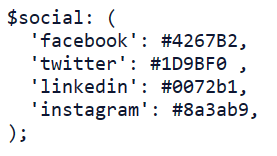 $social: (
  'facebook': #4267B2,
  'twitter': #1D9BF0 ,
  'linkedin': #0072b1,
  'instagram': #8a3ab9,
);